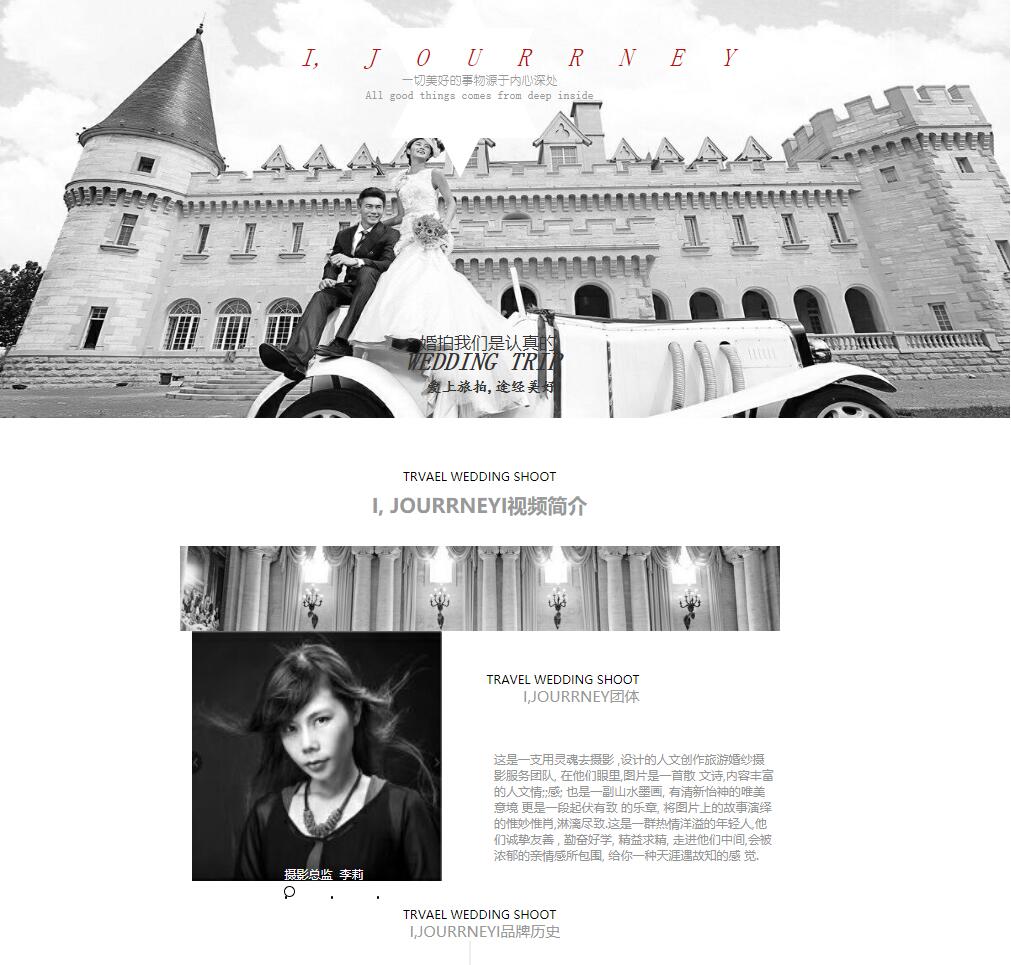 I, J O U R R N E Y
一切美好的事物源于内心深处
All good things comes from deep inside
婚拍我们是认真的
WEDDING TRIP
爱上旅拍,途经美好
TRVAEL WEDDING SHOOT
I, JOURRNEYI视频简介
TRAVEL WEDDING SHOOT
I,JOURRNEY团体
这是一支用灵魂去摄影 ,设计的人文创作旅游婚纱摄
影服务团队, 在他们眼里,图片是一首散 文诗,内容丰富
的人文情;;感; 也是一副山水墨画, 有清新怡神的唯美
意境 更是一段起伏有致 的乐章, 将图片上的故事演绎
的惟妙惟肖,淋漓尽致.这是一群热情洋溢的年轻人,他
们诚挚友善 , 勤奋好学, 精益求精, 走进他们中间,会被
浓郁的亲情感所包围, 给你一种天涯遇故知的感 觉.
摄影总监 李莉
TRVAEL WEDDING SHOOT
I,JOURRNEYI品牌历史